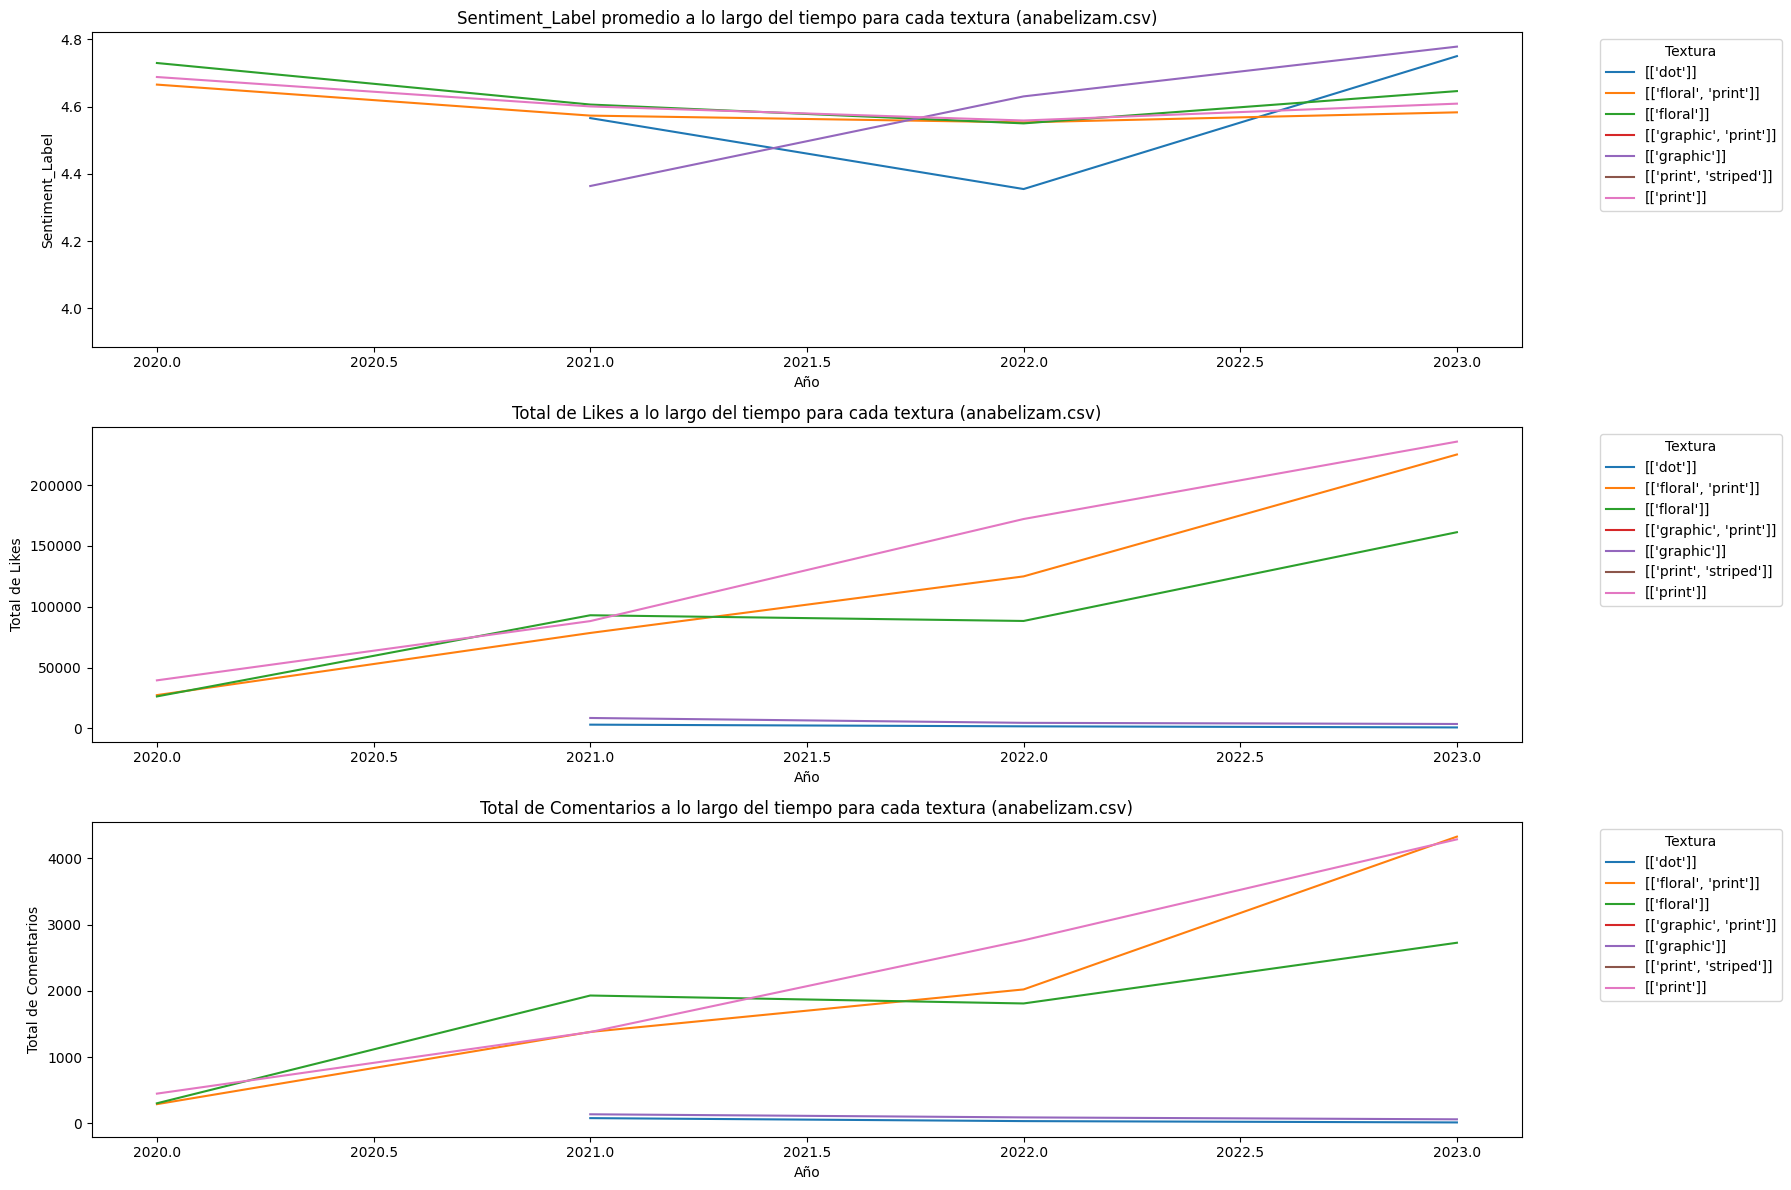 Sentiment_Label promedio a lo largo del tiempo para cada textura (anabelizam.csv)
4.8
4.6
4.4
4.2
4.0
Sentiment_Label
2020.0 2020.5 2021.0 2021.5 2022.0 2022.5 2023.0
Año
Textura
[['dot']]
[['floral', 'print']]
[['floral']]
[['graphic', 'print']]
[['graphic']]
[['print', 'striped']]
[['print']]
Total de Likes a lo largo del tiempo para cada textura (anabelizam.csv)
200000
150000
100000
50000
0
Total de Likes
2020.0 2020.5 2021.0 2021.5 2022.0 2022.5 2023.0
Año
Textura
[['dot']]
[['floral', 'print']]
[['floral']]
[['graphic', 'print']]
[['graphic']]
[['print', 'striped']]
[['print']]
Total de Comentarios a lo largo del tiempo para cada textura (anabelizam.csv)
4000
3000
2000
1000
0
Total de Comentarios
2020.0 2020.5 2021.0 2021.5 2022.0 2022.5 2023.0
Año
Textura
[['dot']]
[['floral', 'print']]
[['floral']]
[['graphic', 'print']]
[['graphic']]
[['print', 'striped']]
[['print']]